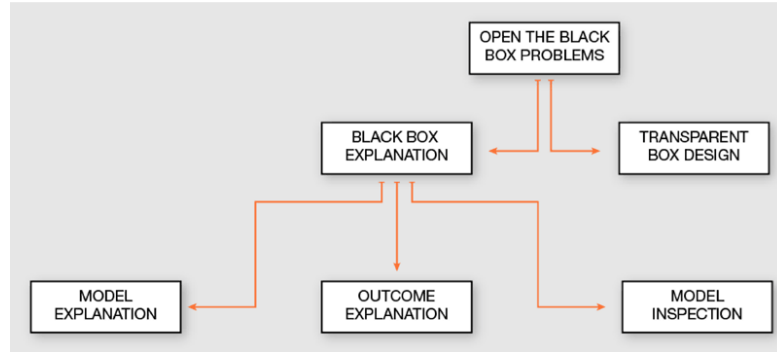 OPEN THE BLACK
BOX PROBLEMS
BLACK BOX
EXPLANATION
TRANSPARENT
BOX DESIGN
MODEL
EXPLANATION
OUTCOME
EXPLANATION
MODEL
INSPECTION